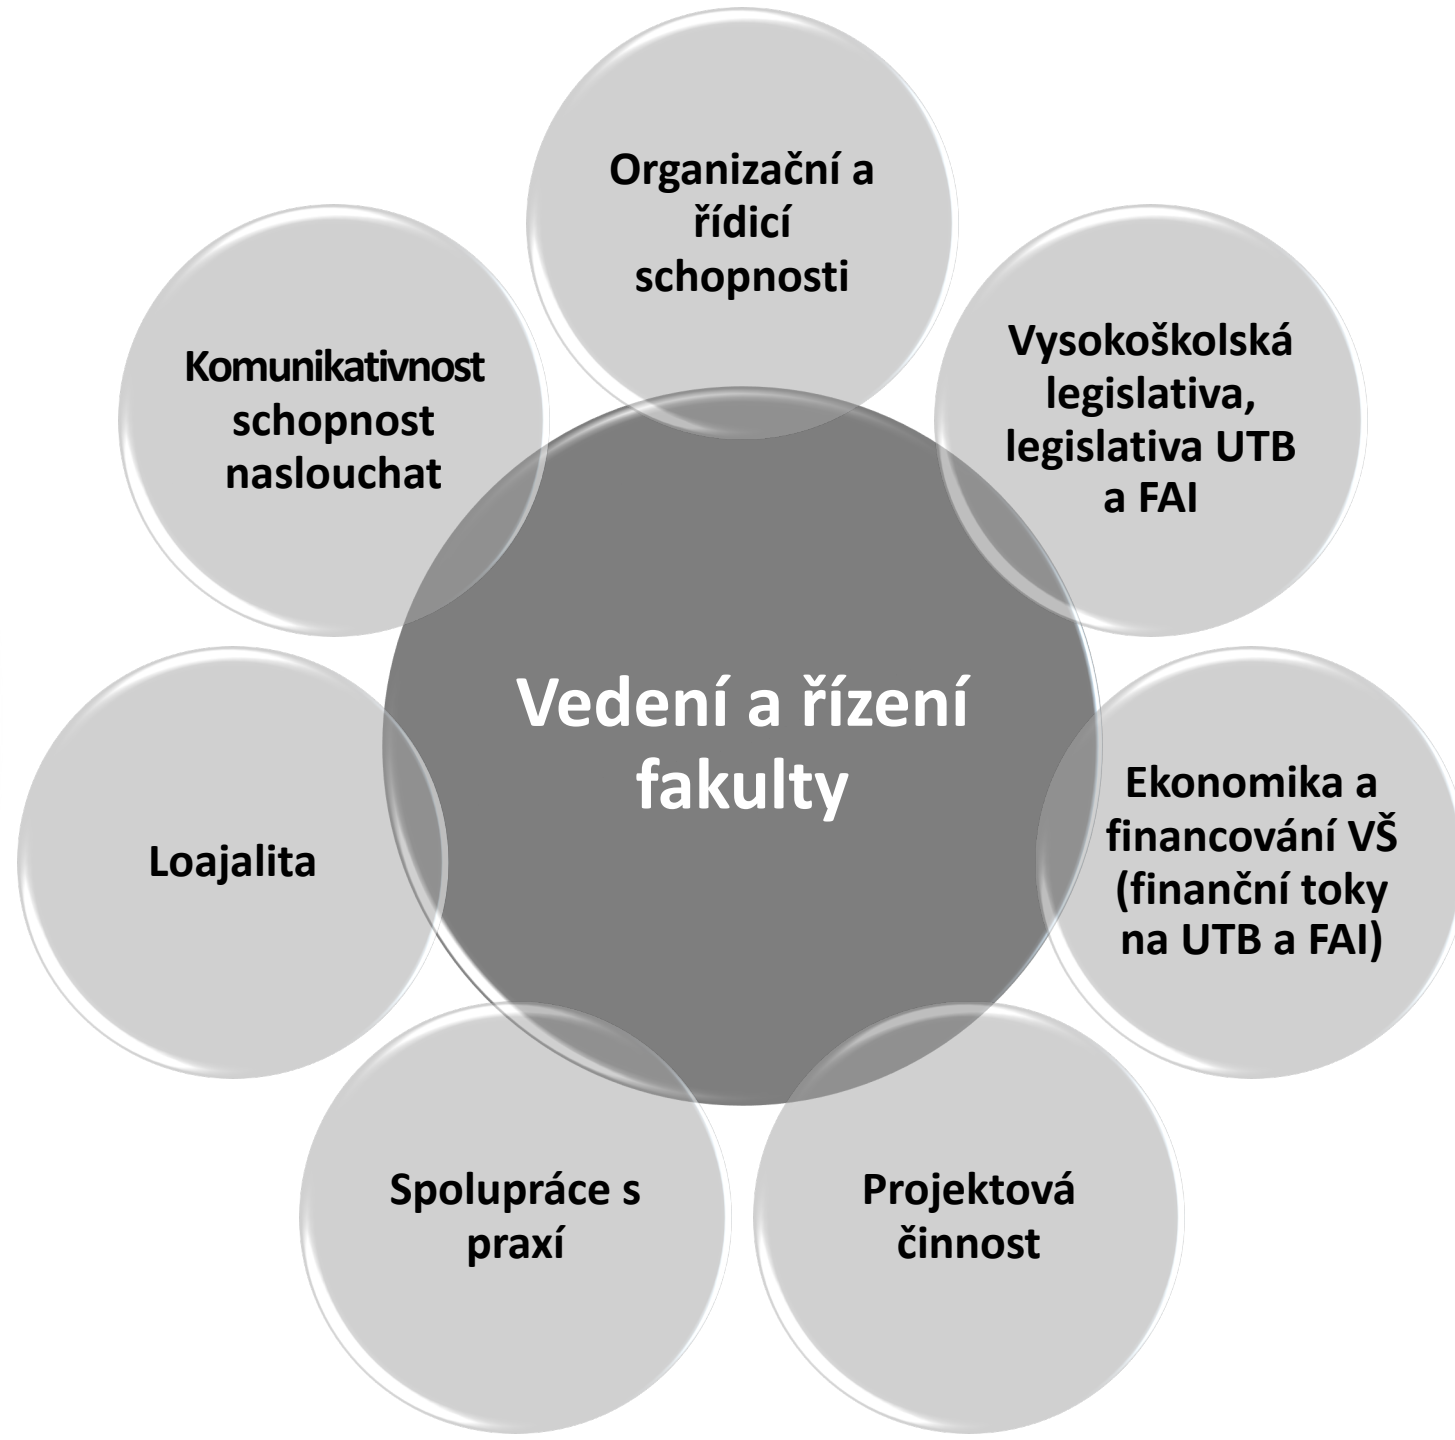 Organizační a
řídicí
schopnosti
Vysokoškolská
legislativa,
legislativa UTB
a FAI
Ekonomika a
financování VŠ
(finanční toky
na UTB a FAI)
Projektová
činnost
Spolupráce s
praxí
Loajalita
Komunikativnost
schopnost
naslouchat
Vedení a řízení
fakulty